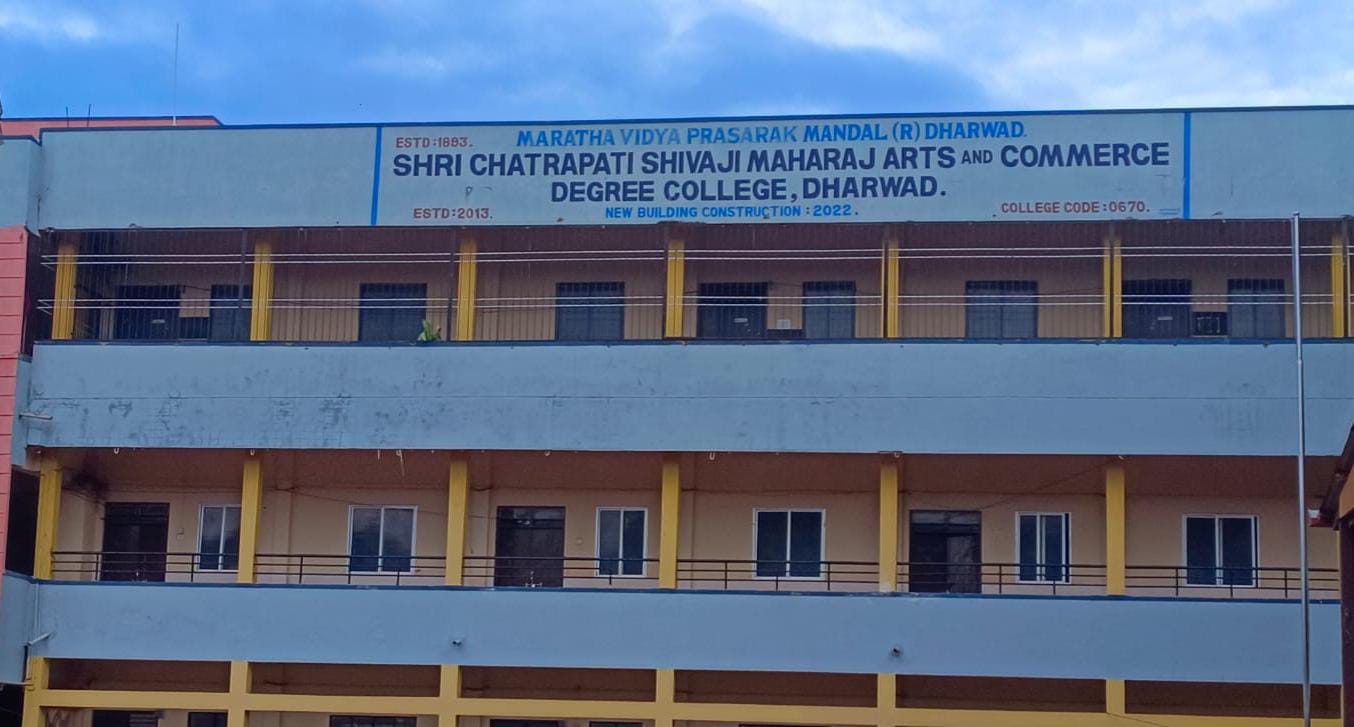 ESTD:1883. MARATHA VIDYA PRASARAK MANDAL (R) DHARWAD.
SHRI CHATRAPATI SHIVAJI MAHARAJ ARTS AND COMMERCE
DEGREE COLLEGE, DHARWAD.
ESTD:2013. NEW BUILDING CONSTRUCTION : 2022. COLLEGE CODE:0670.